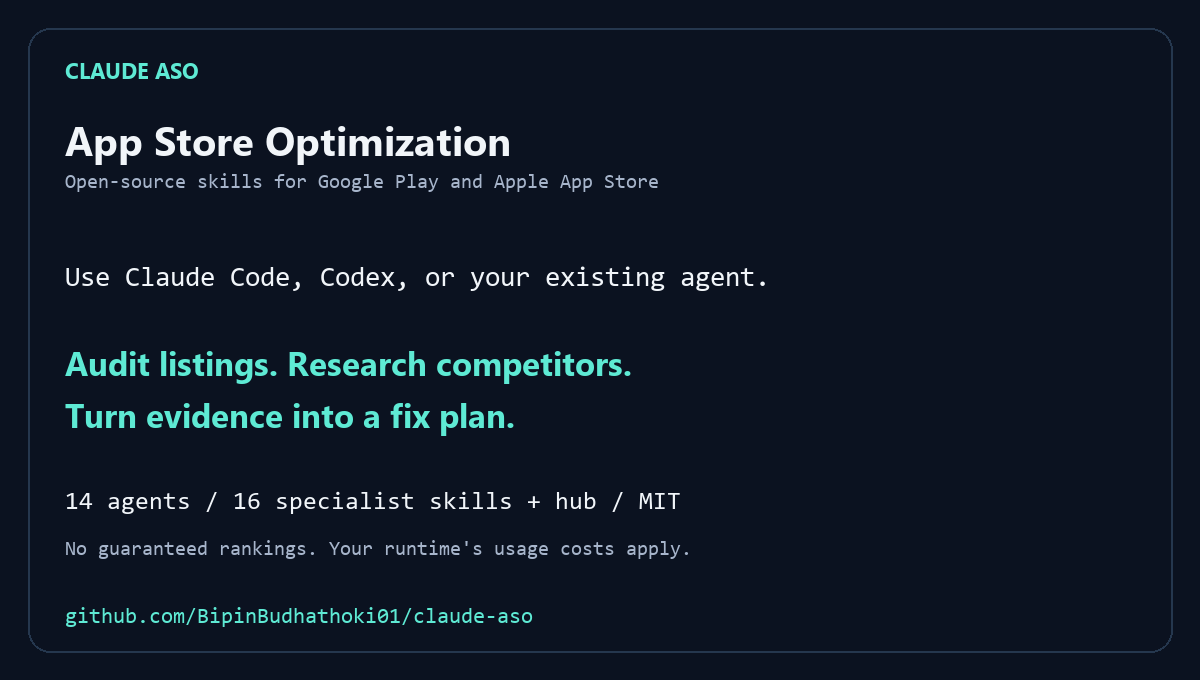 CLAUDE ASO
App Store Optimization
Open-source skills for Google Play and Apple App Store
Use Claude Code, Codex, or your existing agent.
Audit listings. Research competitors.
Turn evidence into a fix plan.
14 agents / 16 specialist skills + hub / MIT
No guaranteed rankings. Your runtime's usage costs apply.
github.com/BipinBudhathoki01/claude-aso